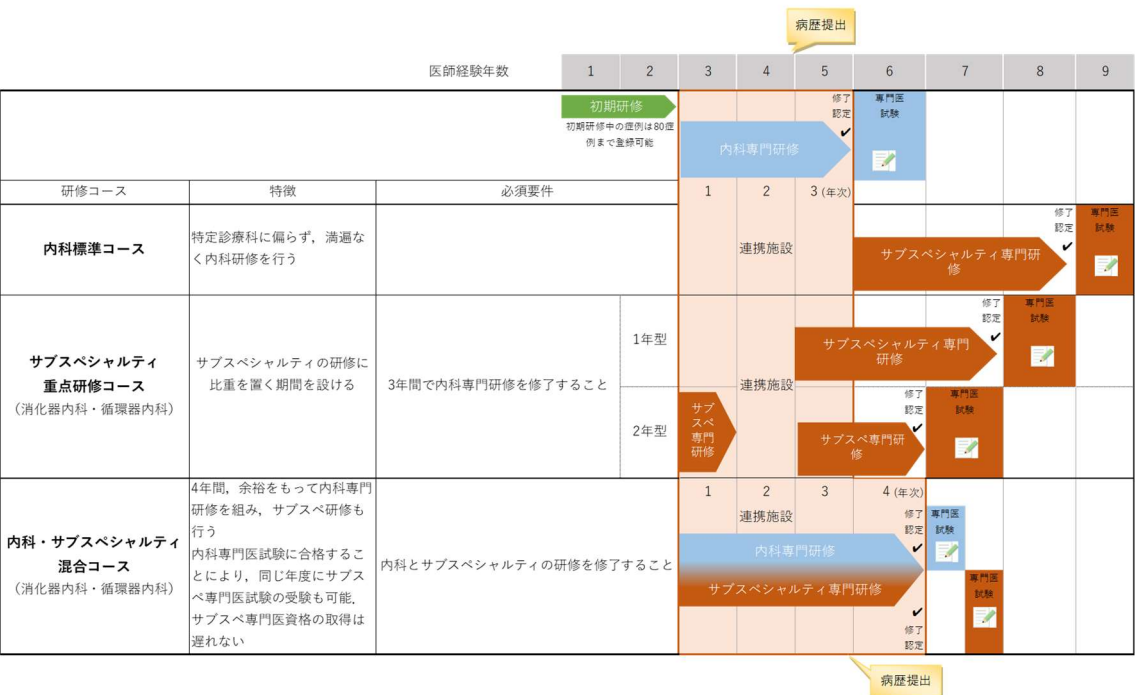 病歴提出
医師経験年数 1 2 3 4 5 6 7 8 9
初期研修
初期研修中の症例は80症
例まで登録可能
内科専門研修
修了
認定
✔
専門医
試験
研修コース 特徴 必須要件 1 2 3 (年次)
内科標準コース
特定診療科に偏らず，満遍な
く内科研修を行う
連携施設
サブスペシャルティ専門研
修
修了
認定
✔
専門医
試験
サブスペシャルティ
重点研修コース
（消化器内科・循環器内科）
サブスペシャルティの研修に
比重を置く期間を設ける
3年間で内科専門研修を修了すること
1年型
連携施設
サブスペシャルティ専門
研修
修了
認定
✔
専門医
試験
2年型
サブ
スペ
専門
研修
サブスペ専門研
修
修了
認定
✔
専門医
試験
内科・サブスペシャルティ
混合コース
（消化器内科・循環器内科）
4年間，余裕をもって内科専門
研修を組み，サブスペ研修も
行う
内科専門医試験に合格するこ
とにより，同じ年度にサブス
ペ専門医試験の受験も可能，
サブスペ専門医資格の取得は
遅れない
内科とサブスペシャルティの研修を修了すること
1 2 3 4 (年次)
連携施設
修了
認定
✔
内科専門研修
サブスペシャルティ専門研修
✔
修了
認定
専門医
試験
専門医
試験
病歴提出